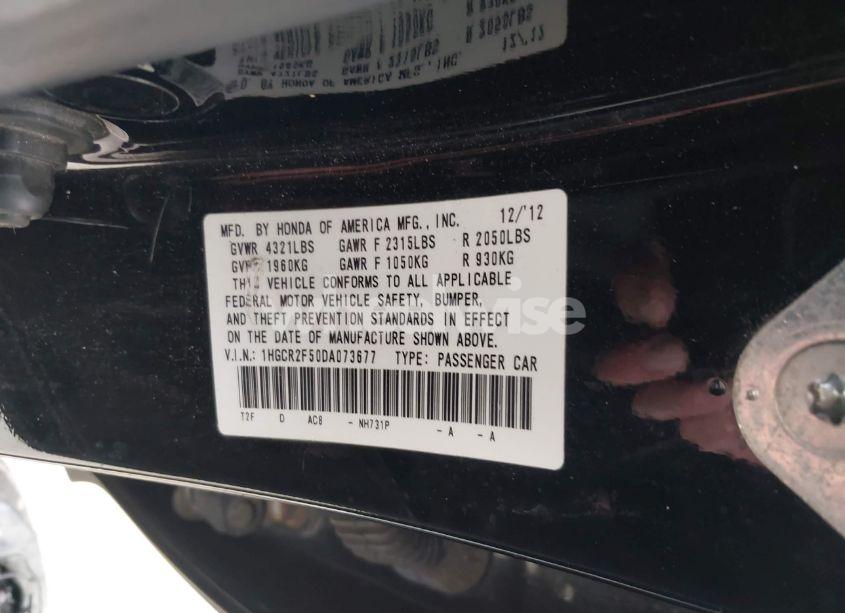 MFD. BY HONDA OF AMERICA MFG., INC. 12/'12
GVWR 4321LBS GAWR F 2315LBS R 2050LBS
GVWR 1960KG GAWR F 1050KG R 930KG
THIS VEHICLE CONFORMS TO ALL APPLICABLE
FEDERAL MOTOR VEHICLE SAFETY, BUMPER,
AND THEFT PREVENTION STANDARDS IN EFFECT
ON THE DATE OF MANUFACTURE SHOWN ABOVE.
V.I.N.: 1HGCR2F50DA073677 TYPE: PASSENGER CAR
T2F D AC8 - NH731P - A - A